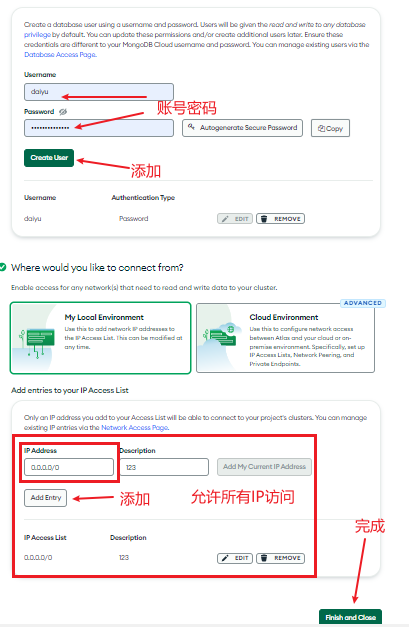 Create a database user using a username and password. Users will be given the read and write to any database
privilege by default. You can update these permissions and/or create additional users later. Ensure these
credentials are different to your MongoDB Cloud username and password. You can manage existing users via the
Database Access Page.
Username
daiyu
账号密码
Password
••••••••••••••
Autogenerate Secure Password
Copy
Create User
添加
Username Authentication Type
daiyu Password EDIT REMOVE
Where would you like to connect from?
Enable access for any network(s) that need to read and write data to your cluster.
ADVANCED
My Local Environment
Use this to add network IP addresses to
the IP Access List. This can be modified at
any time.
Cloud Environment
Use this to configure network access
between Atlas and your cloud or on-
premise environment. Specifically, set up
IP Access Lists, Network Peering, and
Private Endpoints.
Add entries to your IP Access List
Only an IP address you add to your Access List will be able to connect to your project's clusters. You can manage
existing IP entries via the Network Access Page.
IP Address Description
0.0.0.0/0 123 Add My Current IP Address
Add Entry 添加 允许所有IP访问
完成
IP Access List Description
0.0.0.0/0 123 EDIT REMOVE
Finish and Close